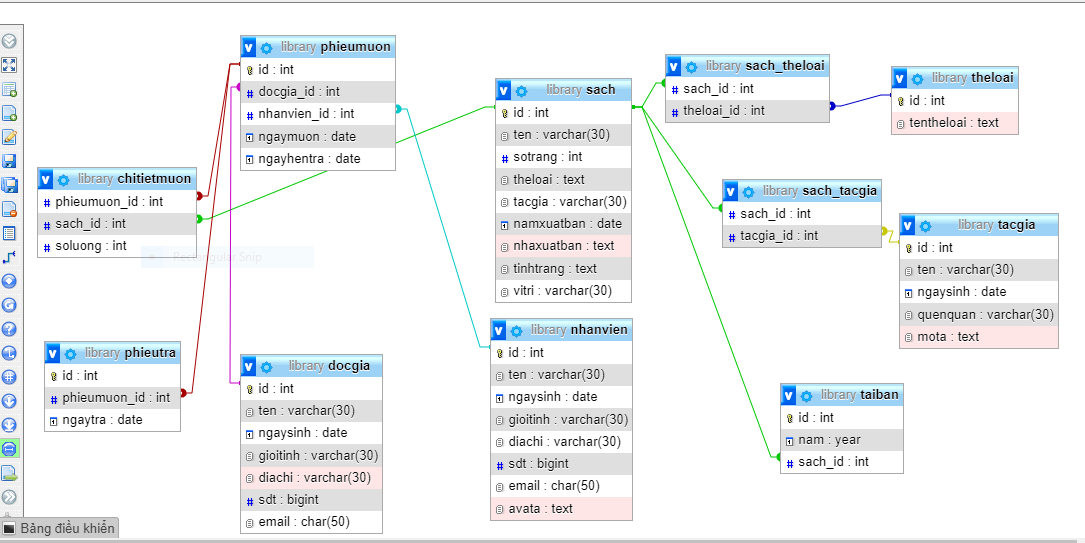 library phieumuon
id : int
docgia_id : int
nhanvien_id : int
ngaymuon : date
ngayhentra : date
library chitietmuon
phieumuon_id : int
sach_id : int
soluong : int
Rectangular Snip
library phieutra
id : int
phieumuon_id : int
ngaytra : date
library docgia
id : int
ten : varchar(30)
ngaysinh : date
gioitinh : varchar(30)
diachi : varchar(30)
sdt : bigint
email : char(50)
library sach
id : int
ten : varchar(30)
sotrang : int
theloai : text
tacgia : varchar(30)
namxuatban : date
nhaxuatban : text
tinhtrang : text
vitri : varchar(30)
library nhanvien
id : int
ten : varchar(30)
ngaysinh : date
gioitinh : varchar(30)
diachi : varchar(30)
sdt : bigint
email : char(50)
avata : text
library sach_theloai
sach_id : int
theloai_id : int
library theloai
id : int
tentheloai : text
library sach_tacgia
sach_id : int
tacgia_id : int
library tacgia
id : int
ten : varchar(30)
ngaysinh : date
quenquan : varchar(30)
mota : text
library taiban
id : int
nam : year
sach_id : int
Bảng điều khiển